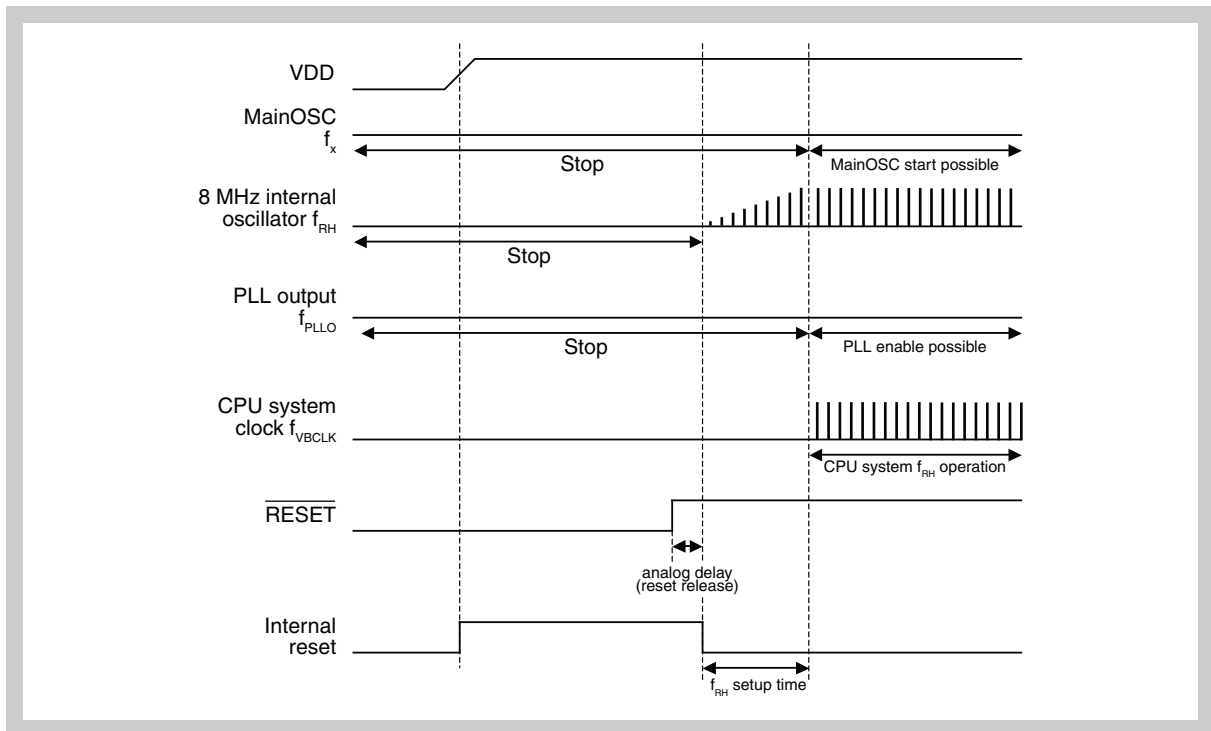 VDD
MainOSC
fx
Stop
MainOSC start possible
8 MHz internal
oscillator fRH
Stop
PLL output
fPLLO
Stop
PLL enable possible
CPU system
clock fVBCLK
CPU system fRH operation
RESET
analog delay
(reset release)
Internal
reset
fRH setup time